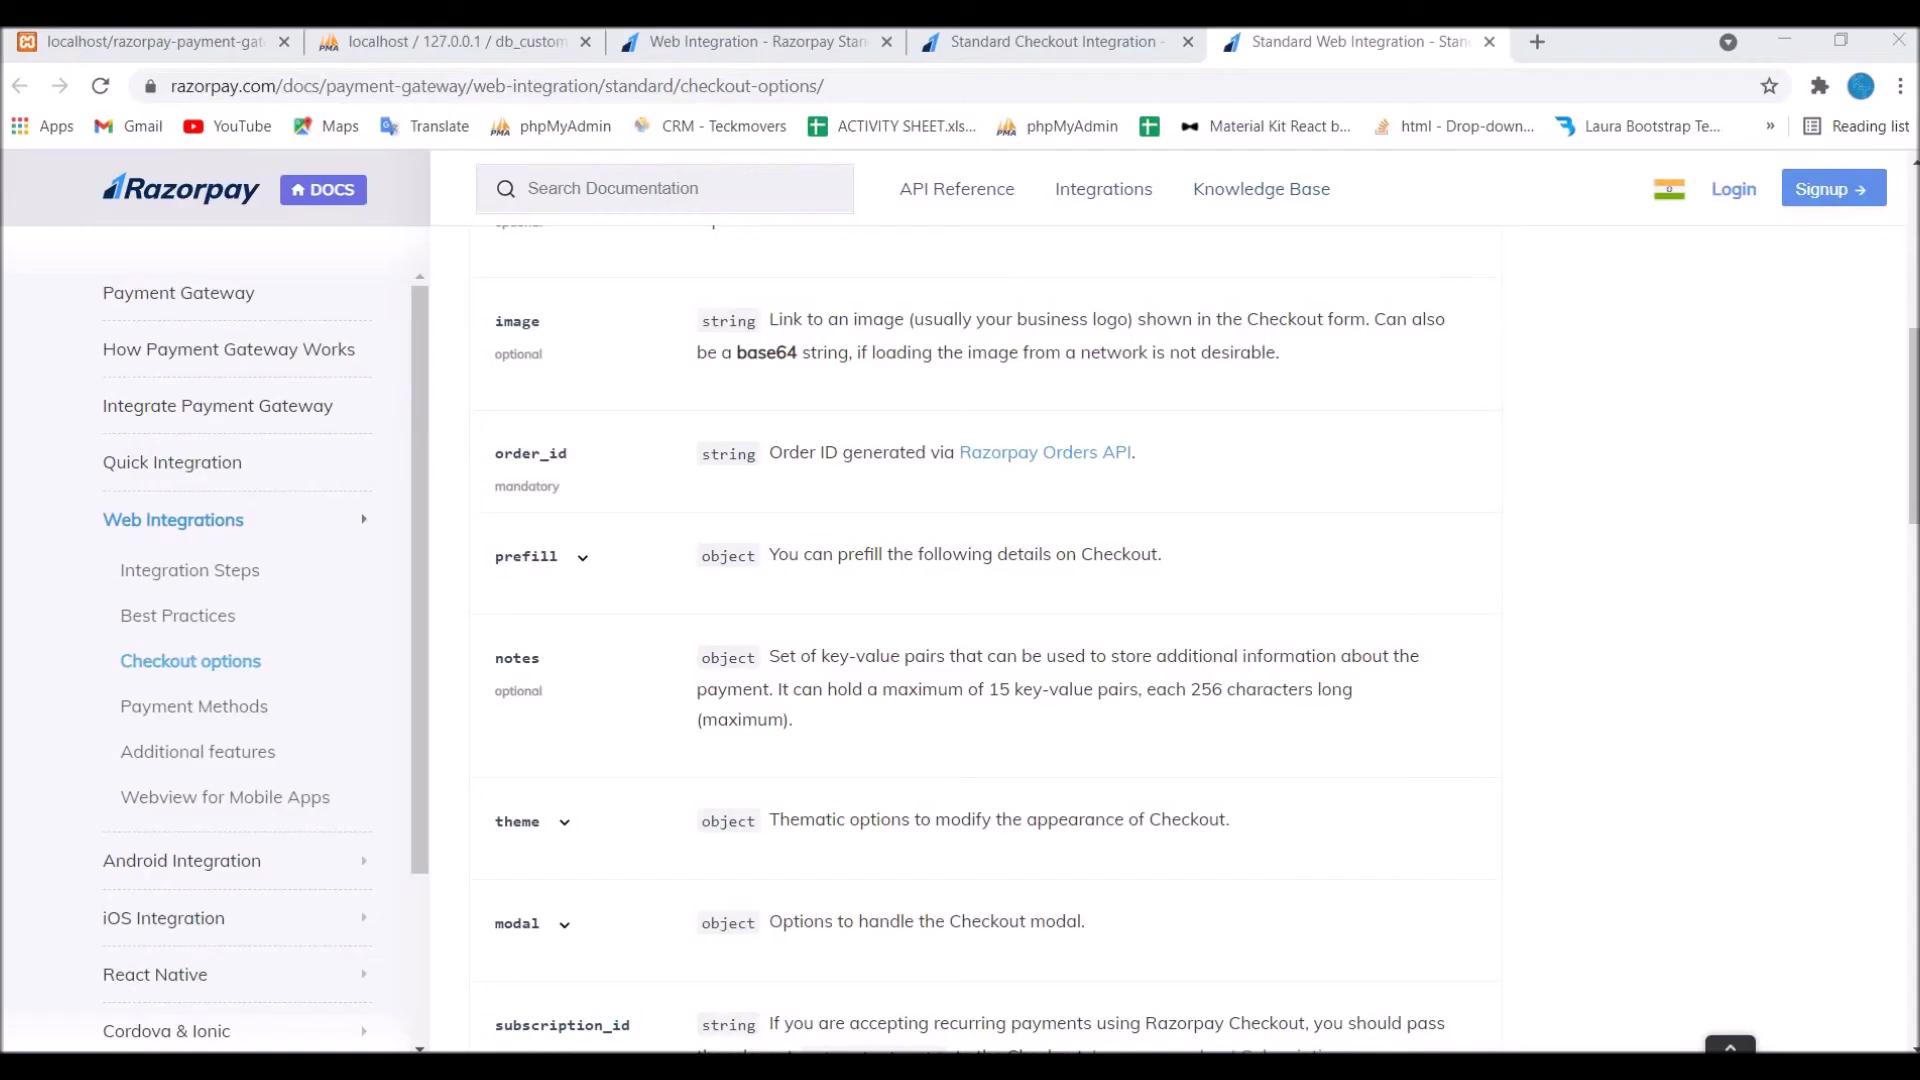 localhost/razorpay-payment-gat
localhost / 127.0.0.1 / db_custom
Web Integration - Razorpay Stan
Standard Checkout Integration -
Standard Web Integration - Stan
razorpay.com/docs/payment-gateway/web-integration/standard/checkout-options/
Apps
Gmail
YouTube
Maps
Translate
phpMyAdmin
CRM - Teckmovers
ACTIVITY SHEET.xls...
phpMyAdmin
Material Kit React b...
html - Drop-down...
Laura Bootstrap Te...
»
Reading list
Razorpay
DOCS
Search Documentation
API Reference
Integrations
Knowledge Base
Login
Signup →
Payment Gateway
How Payment Gateway Works
Integrate Payment Gateway
Quick Integration
Web Integrations
Integration Steps
Best Practices
Checkout options
Payment Methods
Additional features
Webview for Mobile Apps
Android Integration
iOS Integration
React Native
Cordova & Ionic
optional
image
optional
string Link to an image (usually your business logo) shown in the Checkout form. Can also
be a base64 string, if loading the image from a network is not desirable.
order_id
mandatory
string Order ID generated via Razorpay Orders API.
prefill
object You can prefill the following details on Checkout.
notes
optional
object Set of key-value pairs that can be used to store additional information about the
payment. It can hold a maximum of 15 key-value pairs, each 256 characters long
(maximum).
theme
object Thematic options to modify the appearance of Checkout.
modal
object Options to handle the Checkout modal.
subscription_id
string If you are accepting recurring payments using Razorpay Checkout, you should pass